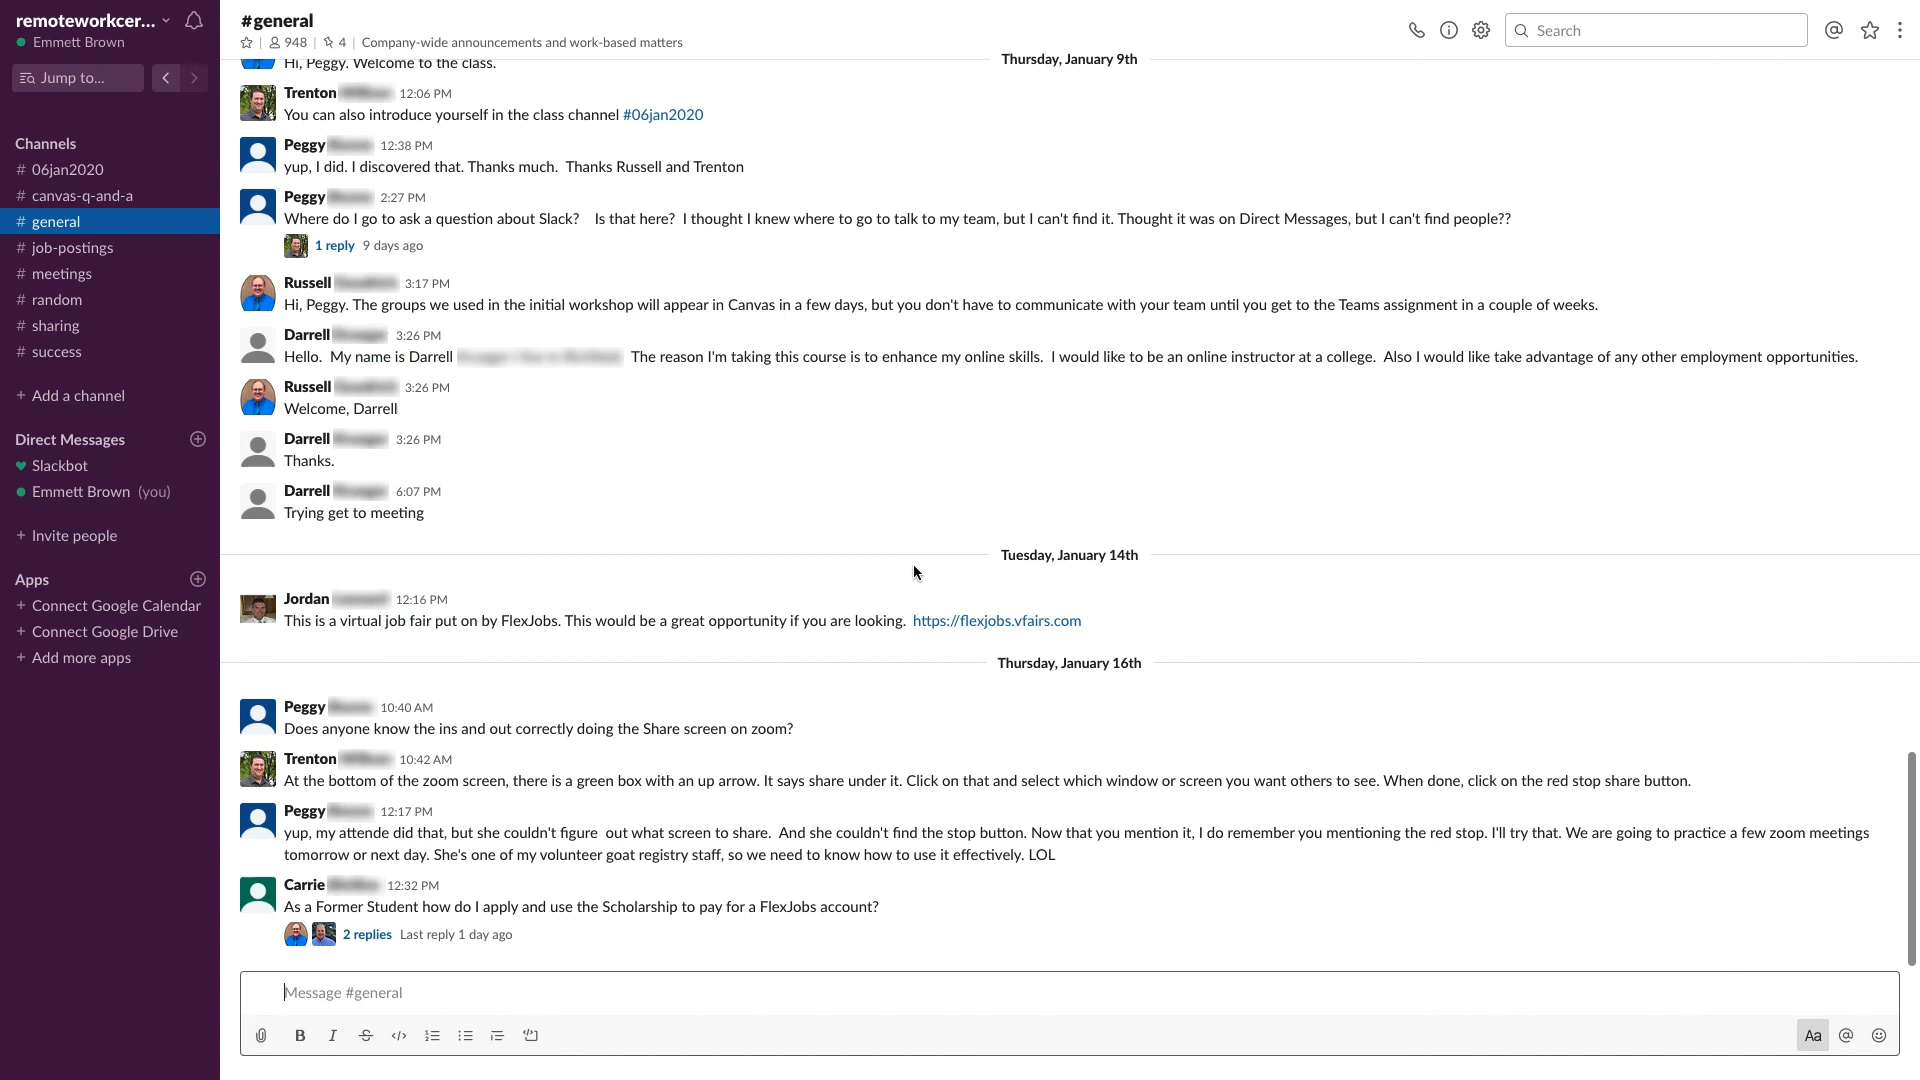 remoteworkcer...
Emmett Brown
Jump to...
Channels
# 06jan2020
# canvas-q-and-a
# general
# job-postings
# meetings
# random
# sharing
# success
+ Add a channel
Direct Messages
Slackbot
Emmett Brown (you)
+ Invite people
Apps
+ Connect Google Calendar
+ Connect Google Drive
+ Add more apps
#general
948 | 4 | Company-wide announcements and work-based matters
Search
Thursday, January 9th
Hi, Peggy. Welcome to the class.
Trenton 12:06 PM
You can also introduce yourself in the class channel #06jan2020
Peggy 12:38 PM
yup, I did. I discovered that. Thanks much.  Thanks Russell and Trenton
Peggy 2:27 PM
Where do I go to ask a question about Slack?    Is that here?  I thought I knew where to go to talk to my team, but I can't find it. Thought it was on Direct Messages, but I can't find people??
1 reply 9 days ago
Russell 3:17 PM
Hi, Peggy. The groups we used in the initial workshop will appear in Canvas in a few days, but you don't have to communicate with your team until you get to the Teams assignment in a couple of weeks.
Darrell 3:26 PM
Hello.  My name is Darrell The reason I'm taking this course is to enhance my online skills.  I would like to be an online instructor at a college.  Also I would like take advantage of any other employment opportunities.
Russell 3:26 PM
Welcome, Darrell
Darrell 3:26 PM
Thanks.
Darrell 6:07 PM
Trying get to meeting
Tuesday, January 14th
Jordan 12:16 PM
This is a virtual job fair put on by FlexJobs. This would be a great opportunity if you are looking.  https://flexjobs.vfairs.com
Thursday, January 16th
Peggy 10:40 AM
Does anyone know the ins and out correctly doing the Share screen on zoom?
Trenton 10:42 AM
At the bottom of the zoom screen, there is a green box with an up arrow. It says share under it. Click on that and select which window or screen you want others to see. When done, click on the red stop share button.
Peggy 12:17 PM
yup, my attende did that, but she couldn't figure  out what screen to share.  And she couldn't find the stop button. Now that you mention it, I do remember you mentioning the red stop. I'll try that. We are going to practice a few zoom meetings
tomorrow or next day. She's one of my volunteer goat registry staff, so we need to know how to use it effectively. LOL
Carrie 12:32 PM
As a Former Student how do I apply and use the Scholarship to pay for a FlexJobs account?
2 replies Last reply 1 day ago
Message #general
B I S </> Aa @